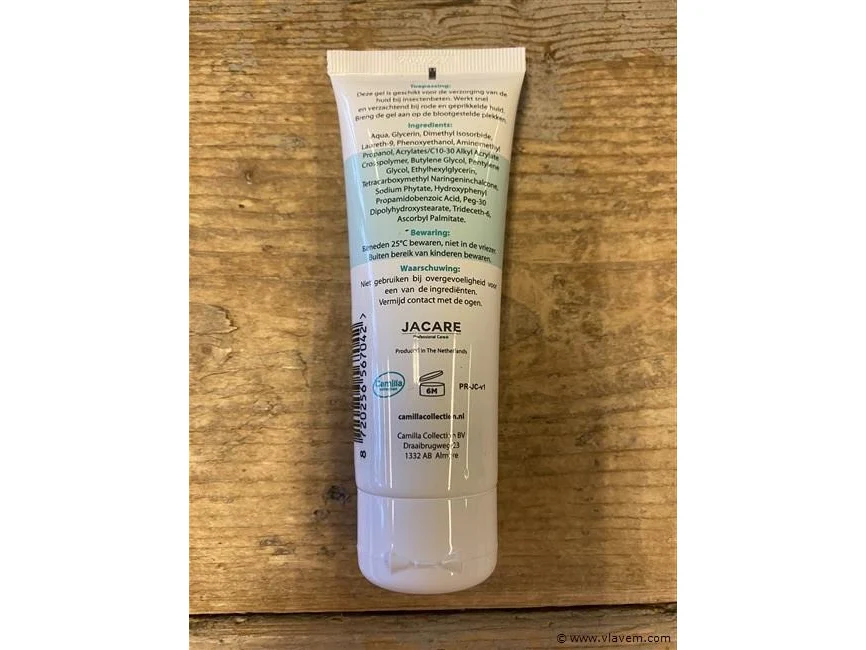 Toepassing:
Deze gel is geschikt voor de verzorging van de
huid bij insectenbeten. Werkt snel
en verzachtend bij rode en geprikkelde huid.
Breng de gel aan op de blootgestelde plekken.
Ingredients:
Aqua, Glycerin, Dimethyl Isosorbide,
Laureth-9, Phenoxyethanol, Aminomethyl
Propanol, Acrylates/C10-30 Alkyl Acrylate
Crosspolymer, Butylene Glycol, Pentylene
Glycol, Ethylhexylglycerin,
Tetracarboxymethyl Naringeninchalcone,
Sodium Phytate, Hydroxyphenyl
Propamidobenzoic Acid, Peg-30
Dipolyhydroxystearate, Trideceth-6,
Ascorbyl Palmitate.
Bewaring:
Beneden 25°C bewaren, niet in de vriezer.
Buiten bereik van kinderen bewaren.
Waarschuwing:
Niet gebruiken bij overgevoeligheid voor
een van de ingrediënten.
Vermijd contact met de ogen.
JACARE
Professional Care
Produced in The Netherlands
Camilla
6M
PR-JC-v1
camillacollection.nl
Camilla Collection BV
Draaibrugweg 23
1332 AB Almere
8 720256 567042 >
© www.vlavem.com